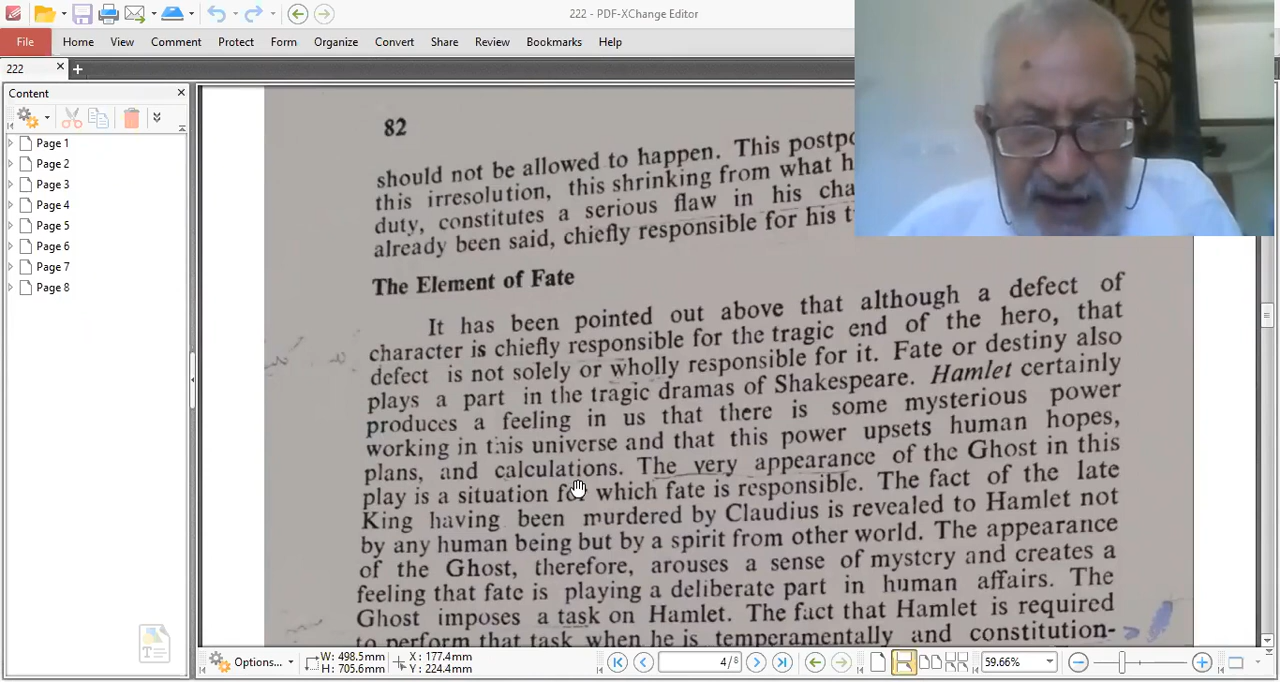 222 - PDF-XChange Editor
File Home View Comment Protect Form Organize Convert Share Review Bookmarks Help
222
Content
Page 1
Page 2
Page 3
Page 4
Page 5
Page 6
Page 7
Page 8
82
should not be allowed to happen. This
this irresolution, this shrinking from what
duty, constitutes a serious flaw in his
already been said, chiefly responsible for his
The Element of Fate
It has been pointed out above that although a defect of
character is chiefly responsible for the tragic end of the hero, that
defect is not solely or wholly responsible for it. Fate or destiny also
plays a part in the tragic dramas of Shakespeare. Hamlet certainly
produces a feeling in us that there is some mysterious power
working in this universe and that this power upsets human hopes,
plans, and calculations. The very appearance of the Ghost in this
play is a situation for which fate is responsible. The fact of the late
King having been murdered by Claudius is revealed to Hamlet not
by any human being but by a spirit from other world. The appearance
of the Ghost, therefore, arouses a sense of mystery and creates a
feeling that fate is playing a deliberate part in human affairs. The
Ghost imposes a task on Hamlet. The fact that Hamlet is required
to perform that task when he is temperamentally and constitution-
Options... W: 498.5mm X: 177.4mm 4/8 59.66%
H: 705.6mm Y: 224.4mm